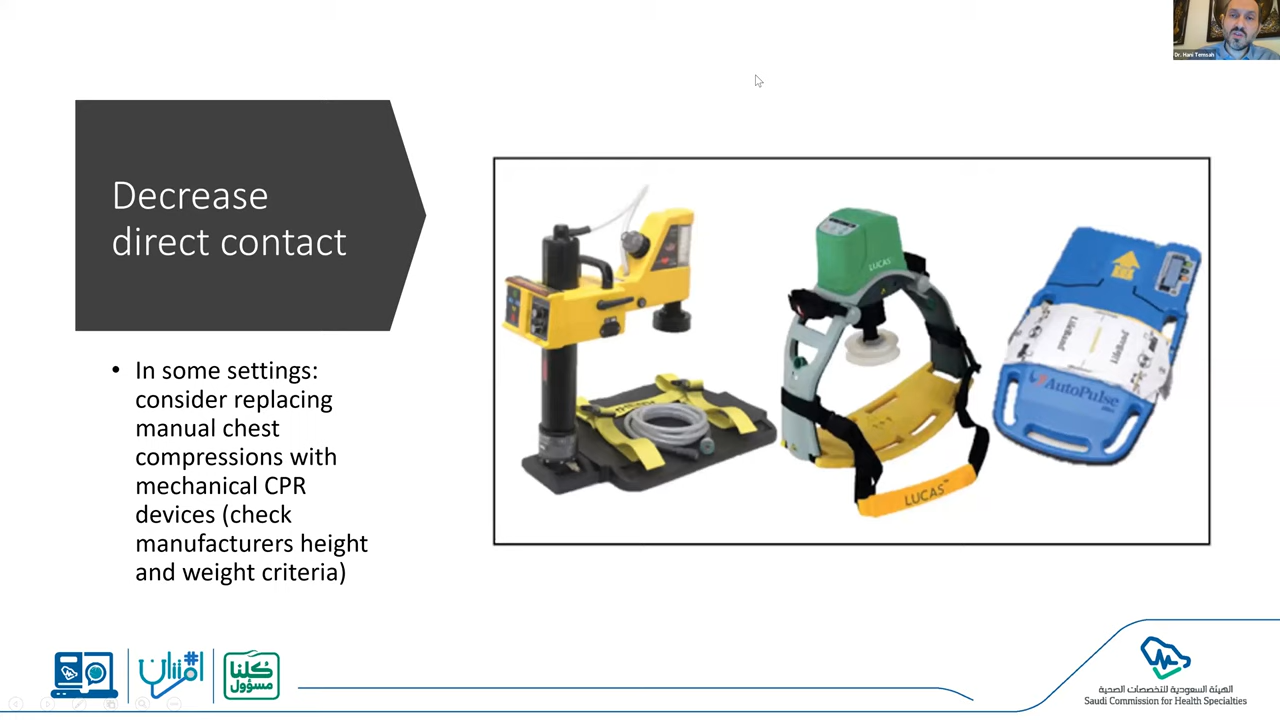 Dr. Hani Temsah
Decrease
direct contact
• In some settings:
consider replacing
manual chest
compressions with
mechanical CPR
devices (check
manufacturers height
and weight criteria)
LUCAS
LUCAS™
LifeBand
LifeBand
AutoPulse
كلنا
مسؤول
الهيئة السعودية للتخصصات الصحية
Saudi Commission for Health Specialties